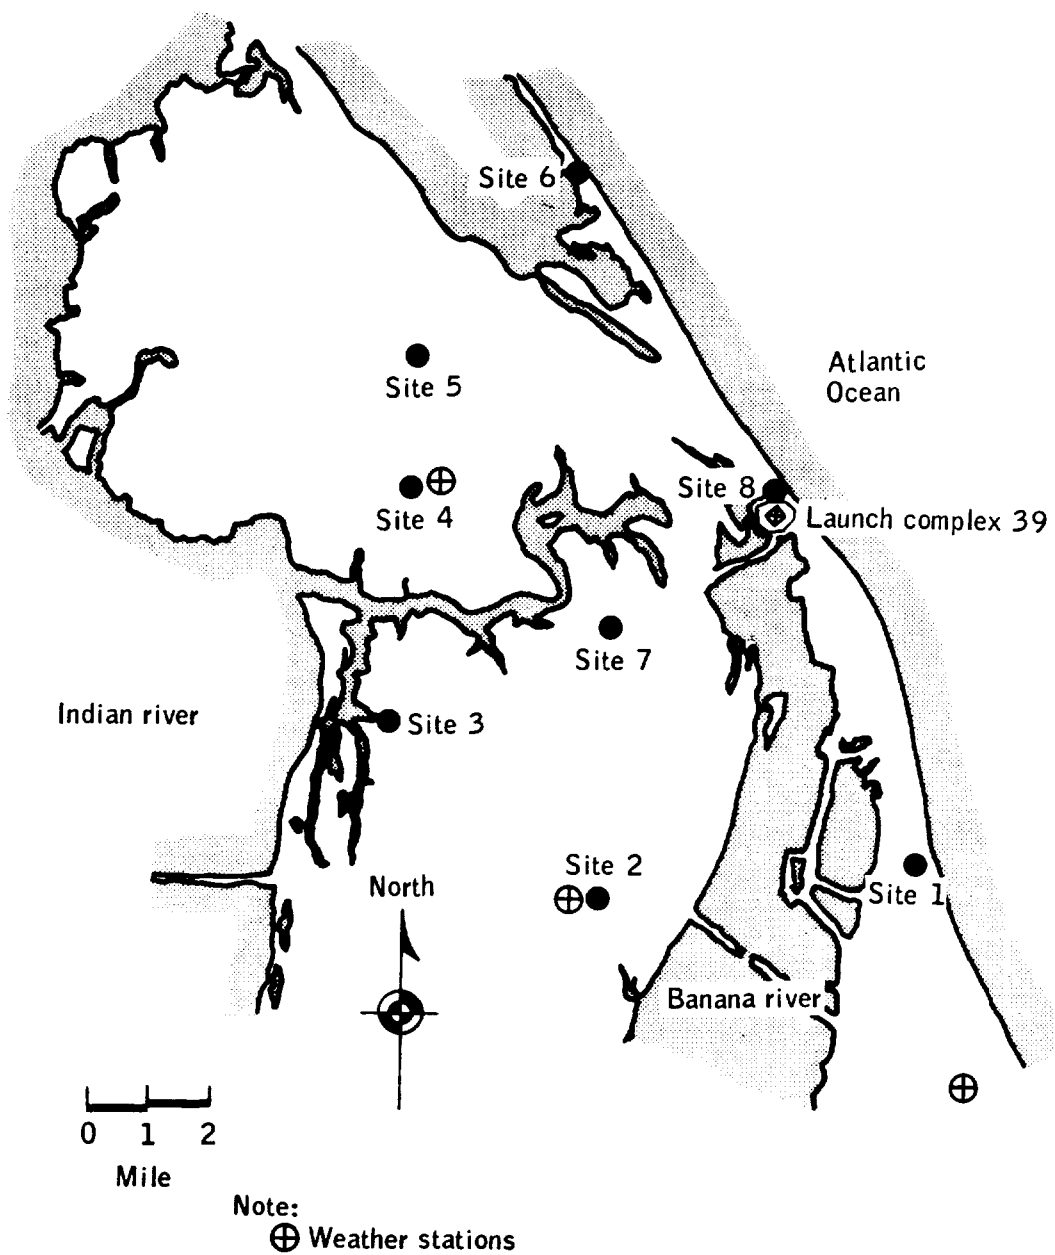 Site 6
Atlantic
Ocean
Site 5
Site 8
Site 4
Launch complex 39
Site 7
Indian river
Site 3
Site 2
North
Site 1
Banana river
0 1 2
Mile
Note:
Weather stations